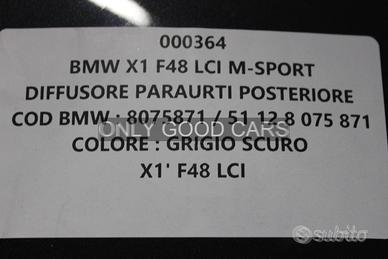 000364
BMW X1 F48 LCI M-SPORT
DIFFUSORE PARAURTI POSTERIORE
COD BMW : 8075871 / 51 12 8 075 871
ONLY GOOD CARS
COLORE : GRIGIO SCURO
X1' F48 LCI
subito